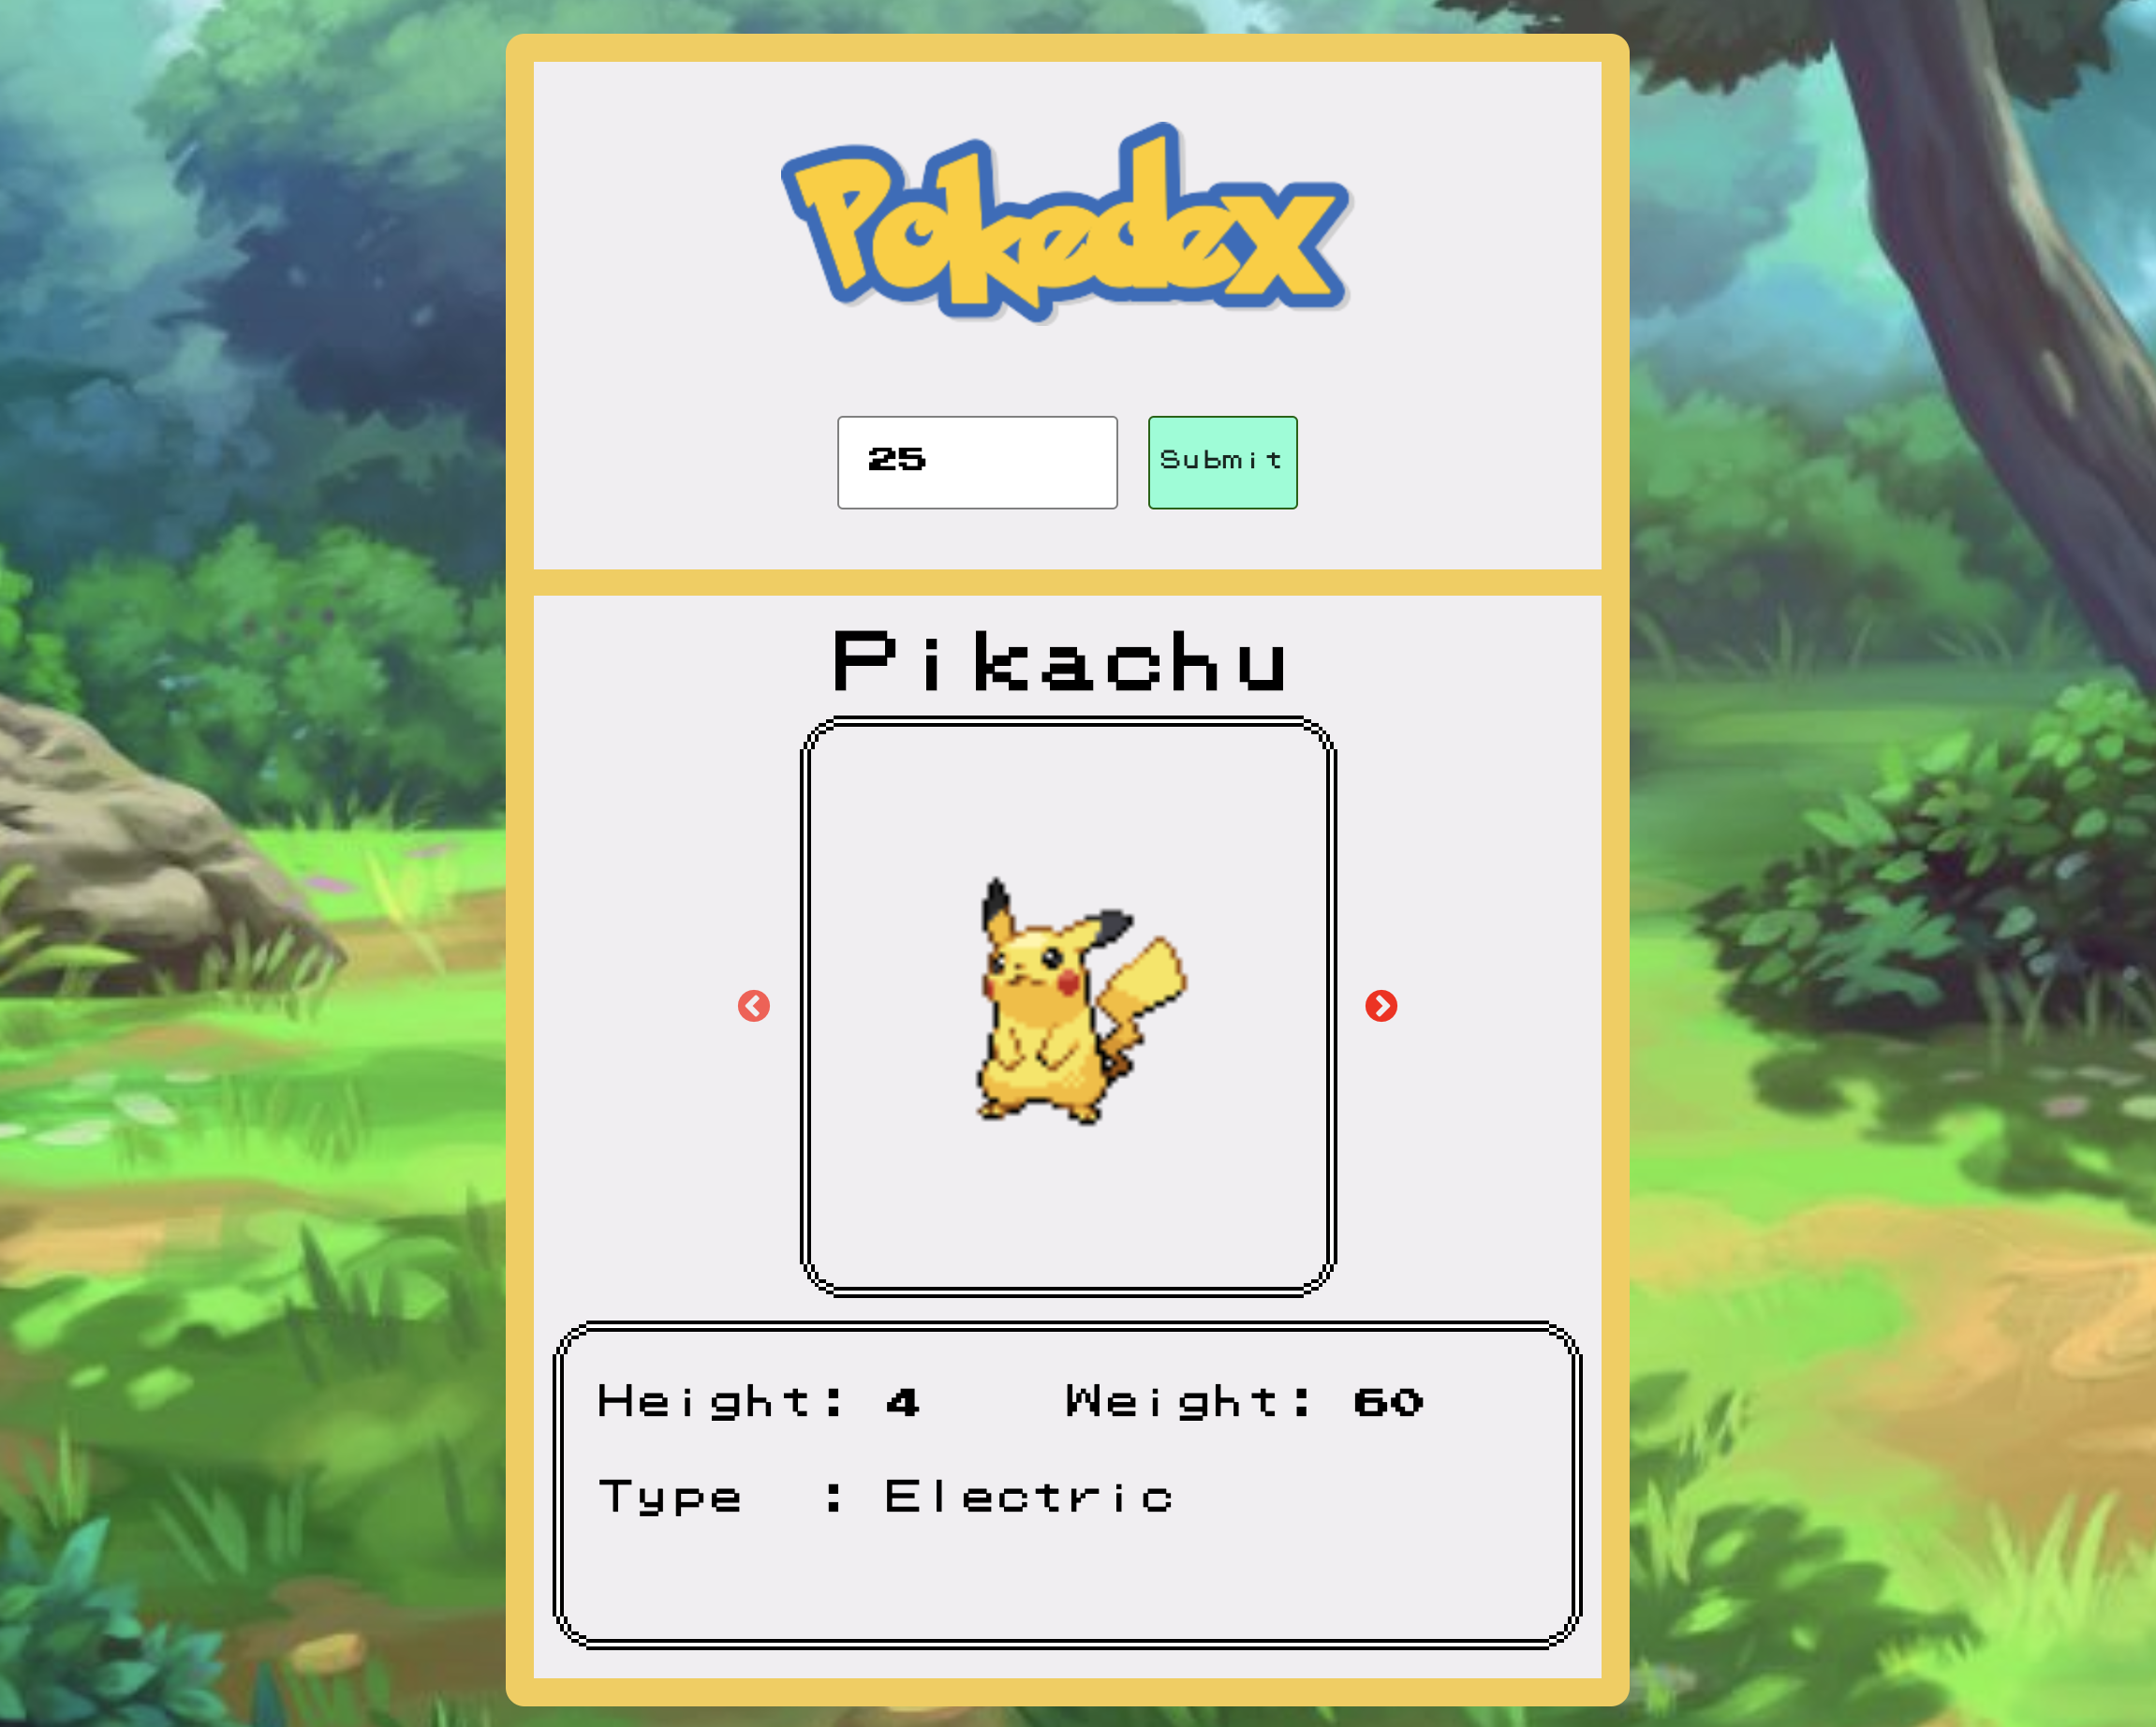 Pokedex
25
Submit
Pikachu
Height: 4 Weight: 60
Type : Electric